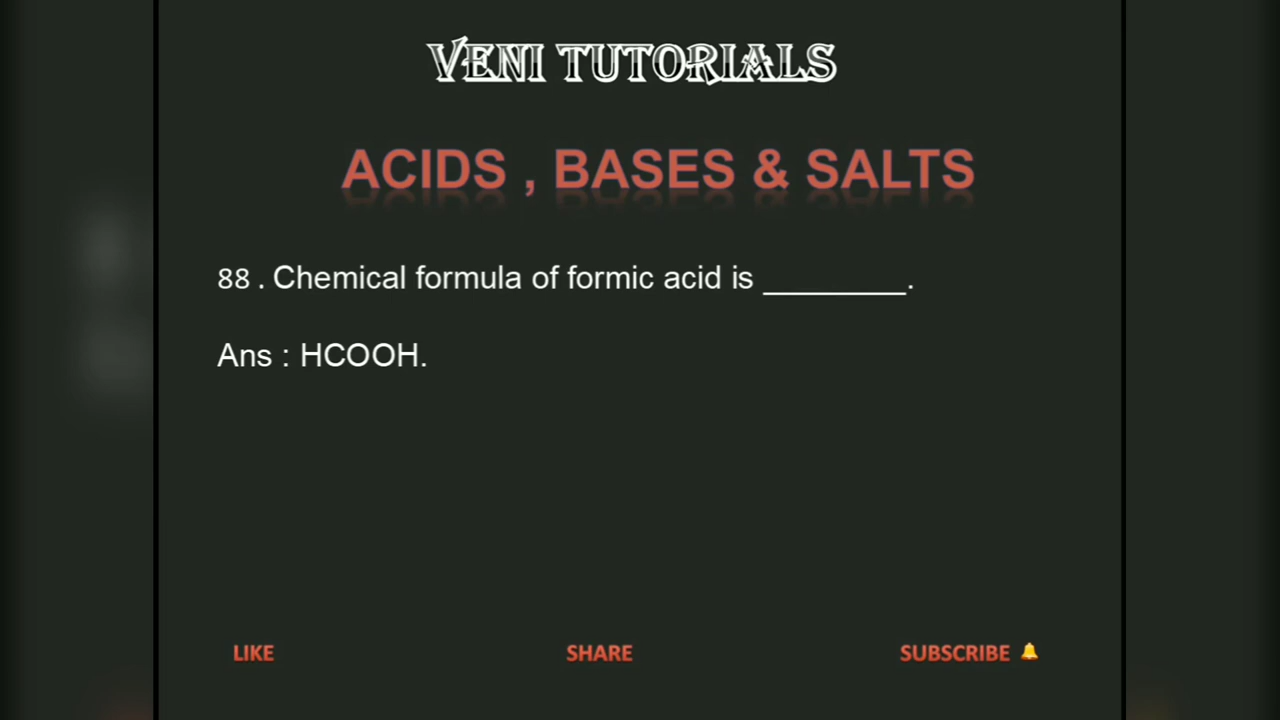 VENI TUTORIALS
ACIDS , BASES & SALTS
88 . Chemical formula of formic acid is ________.
Ans : HCOOH.
LIKE SHARE SUBSCRIBE 🔔